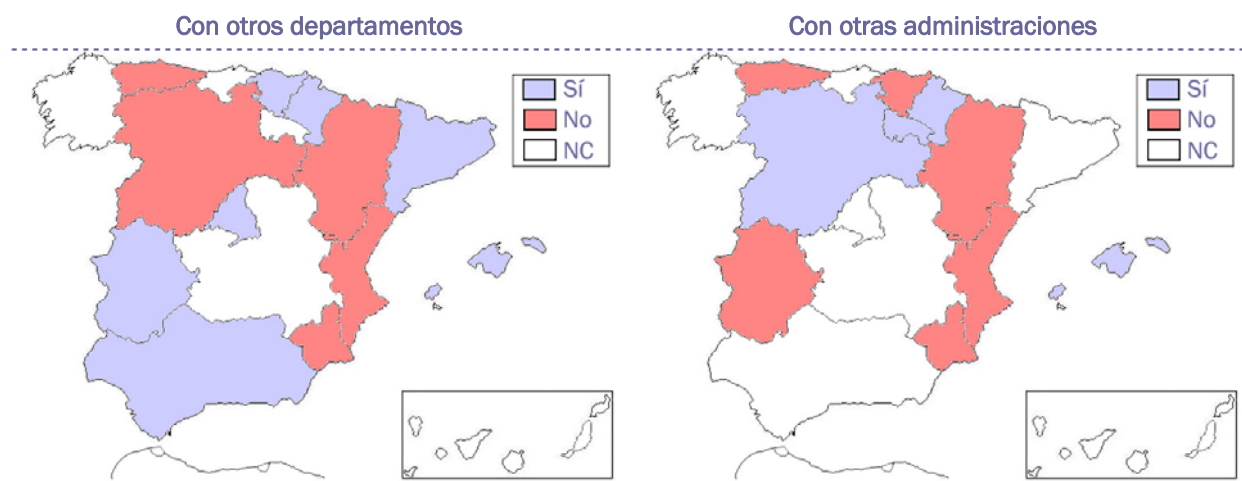 Con otros departamentos
Sí
No
NC
Con otras administraciones
Sí
No
NC